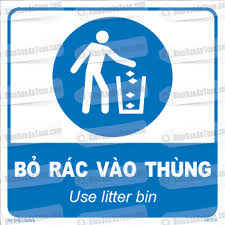 BỎ RÁC VÀO THÙNG
Use litter bin